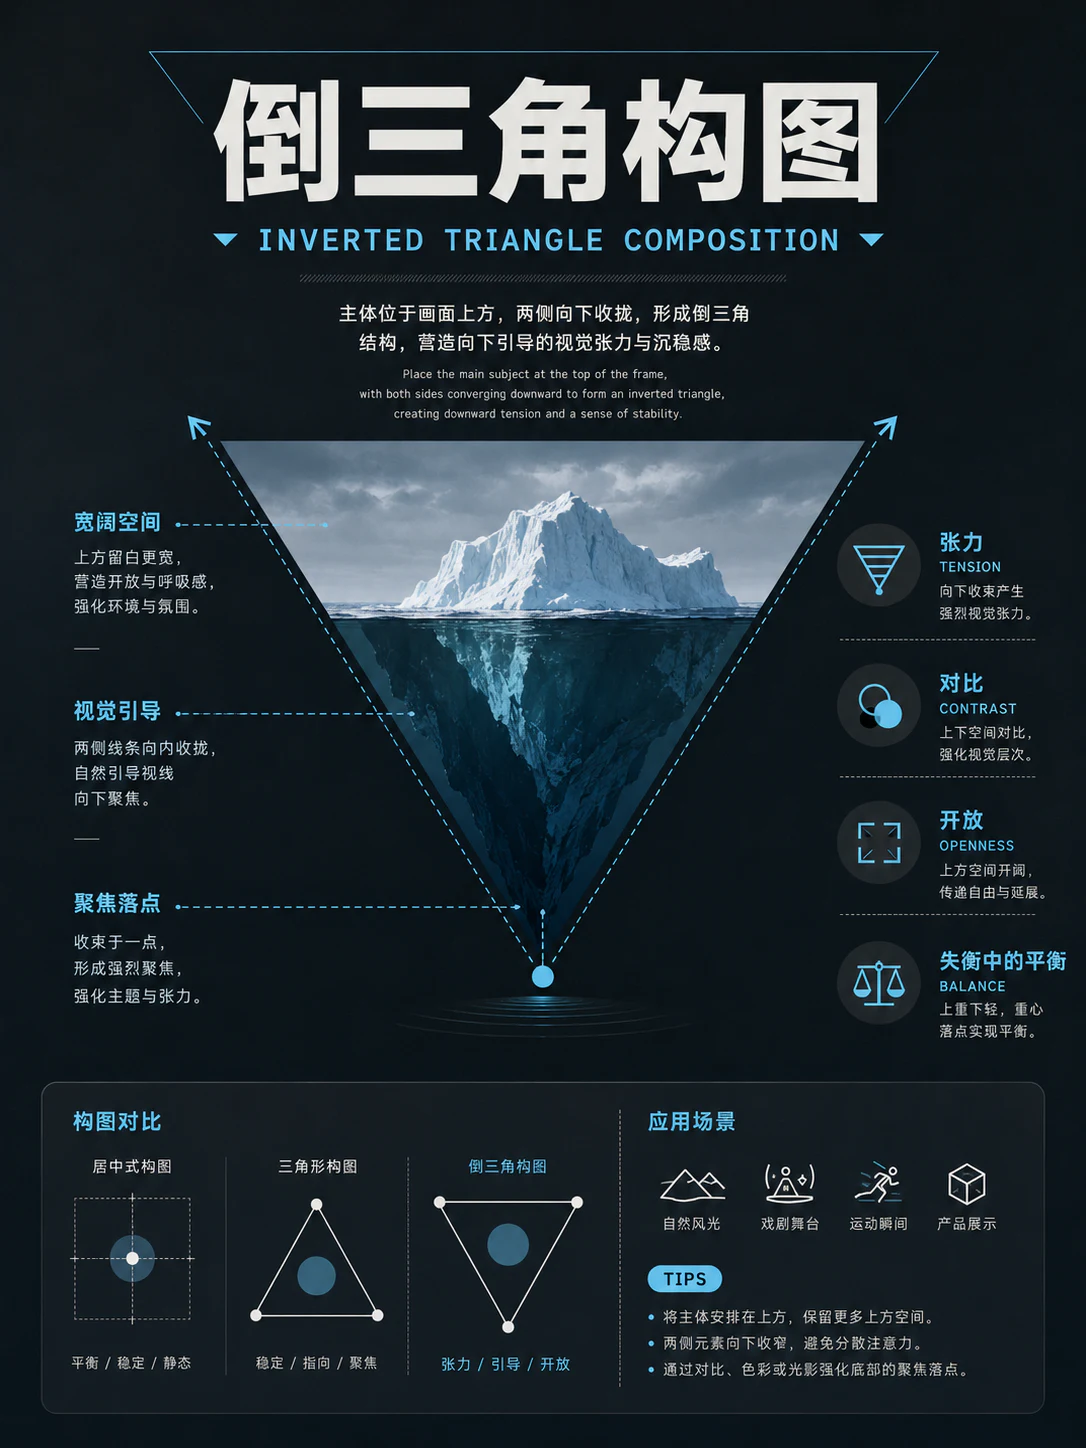 倒三角构图
INVERTED TRIANGLE COMPOSITION
主体位于画面上方，两侧向下收拢，形成倒三角
结构，营造向下引导的视觉张力与沉稳感。
Place the main subject at the top of the frame,
with both sides converging downward to form an inverted triangle,
creating downward tension and a sense of stability.
宽阔空间
上方留白更宽，
营造开放与呼吸感，
强化环境与氛围。
视觉引导
两侧线条向内收拢，
自然引导视线
向下聚焦。
聚焦落点
收束于一点，
形成强烈聚焦，
强化主题与张力。
张力
TENSION
向下收束产生
强烈视觉张力。
对比
CONTRAST
上下空间对比，
强化视觉层次。
开放
OPENNESS
上方空间开阔，
传递自由与延展。
失衡中的平衡
BALANCE
上重下轻，重心
落点实现平衡。
构图对比
居中式构图
平衡 / 稳定 / 静态
三角形构图
稳定 / 指向 / 聚焦
倒三角构图
张力 / 引导 / 开放
应用场景
自然风光
戏剧舞台
运动瞬间
产品展示
TIPS
将主体安排在上方，保留更多上方空间。
两侧元素向下收窄，避免分散注意力。
通过对比、色彩或光影强化底部的聚焦落点。